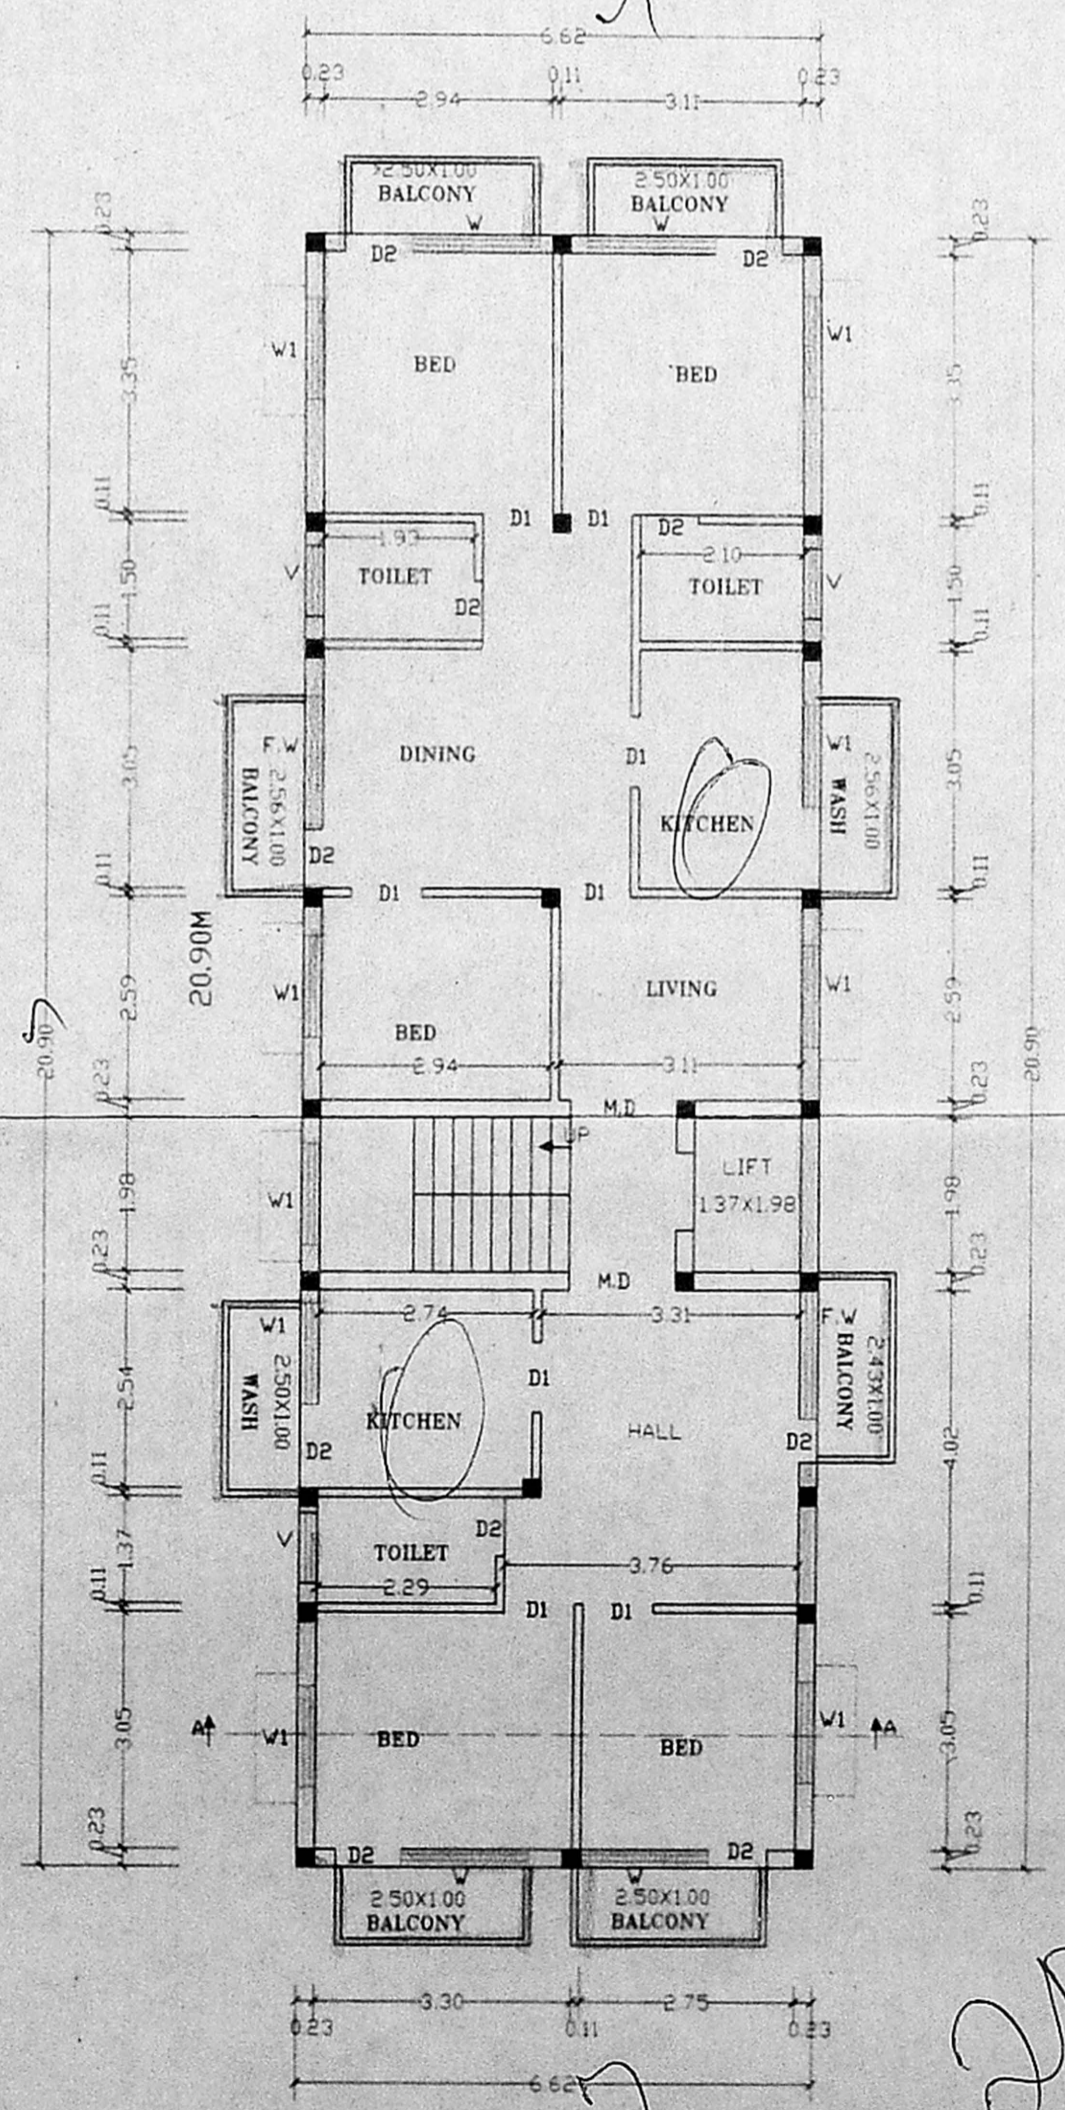 6.62
0.23 0.11 0.23
2.94 3.11
2.50X1.00 2.50X1.00
BALCONY BALCONY
0.23 W W 0.23
D2 D2
W1 W1
BED BED
3.35 3.35
0.11 D1 D1 D2 0.11
1.93 2.10
V TOILET TOILET V
1.50 D2 1.50
0.11 0.11
F.W DINING D1 W1
3.05 BALCONY 2.56X1.00 KITCHEN WASH 2.56X1.00 3.05
D2
0.11 D1 D1 0.11
20.90M
2.59 W1 LIVING W1 2.59
20.90 BED 20.90
2.94 3.11
0.23 M.D 0.23
UP
LIFT
1.98 W1 1.37X1.98 1.98
0.23 M.D 0.23
2.74 3.31
W1 F.W
2.54 WASH 2.50X1.00 D1 BALCONY 2.43X1.00
KITCHEN HALL
D2 D2 4.02
0.11
V D2
1.37 TOILET 3.76
0.11 2.29 0.11
D1 D1
A W1 W1 A
3.05 BED BED 3.05
0.23 D2 D2 0.23
W W
2.50X1.00 2.50X1.00
BALCONY BALCONY
3.30 2.75
0.23 0.11 0.23
6.62